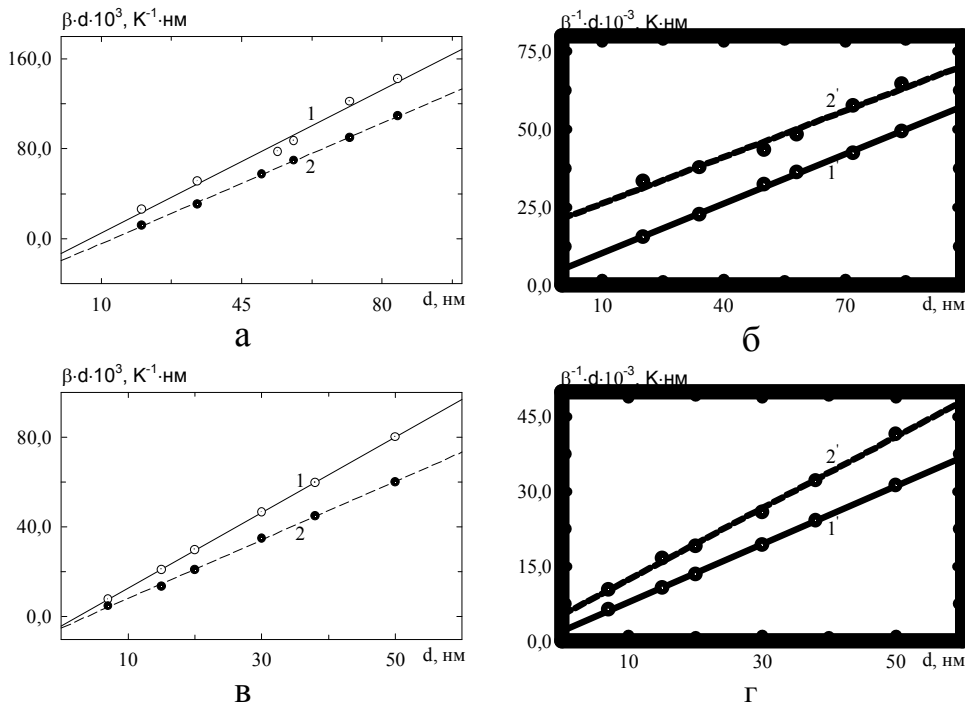 β·d·10³, K⁻¹·нм
160,0
80,0
0,0
1
2
10 45 80 d, нм
а
β⁻¹·d·10⁻³, К·нм
75,0
50,0
25,0
0,0
2'
1'
10 40 70 d, нм
б
β·d·10³, K⁻¹·нм
80,0
40,0
0,0
1
2
10 30 50 d, нм
в
β⁻¹·d·10⁻³, К·нм
45,0
30,0
15,0
0,0
2'
1'
10 30 50 d, нм
г